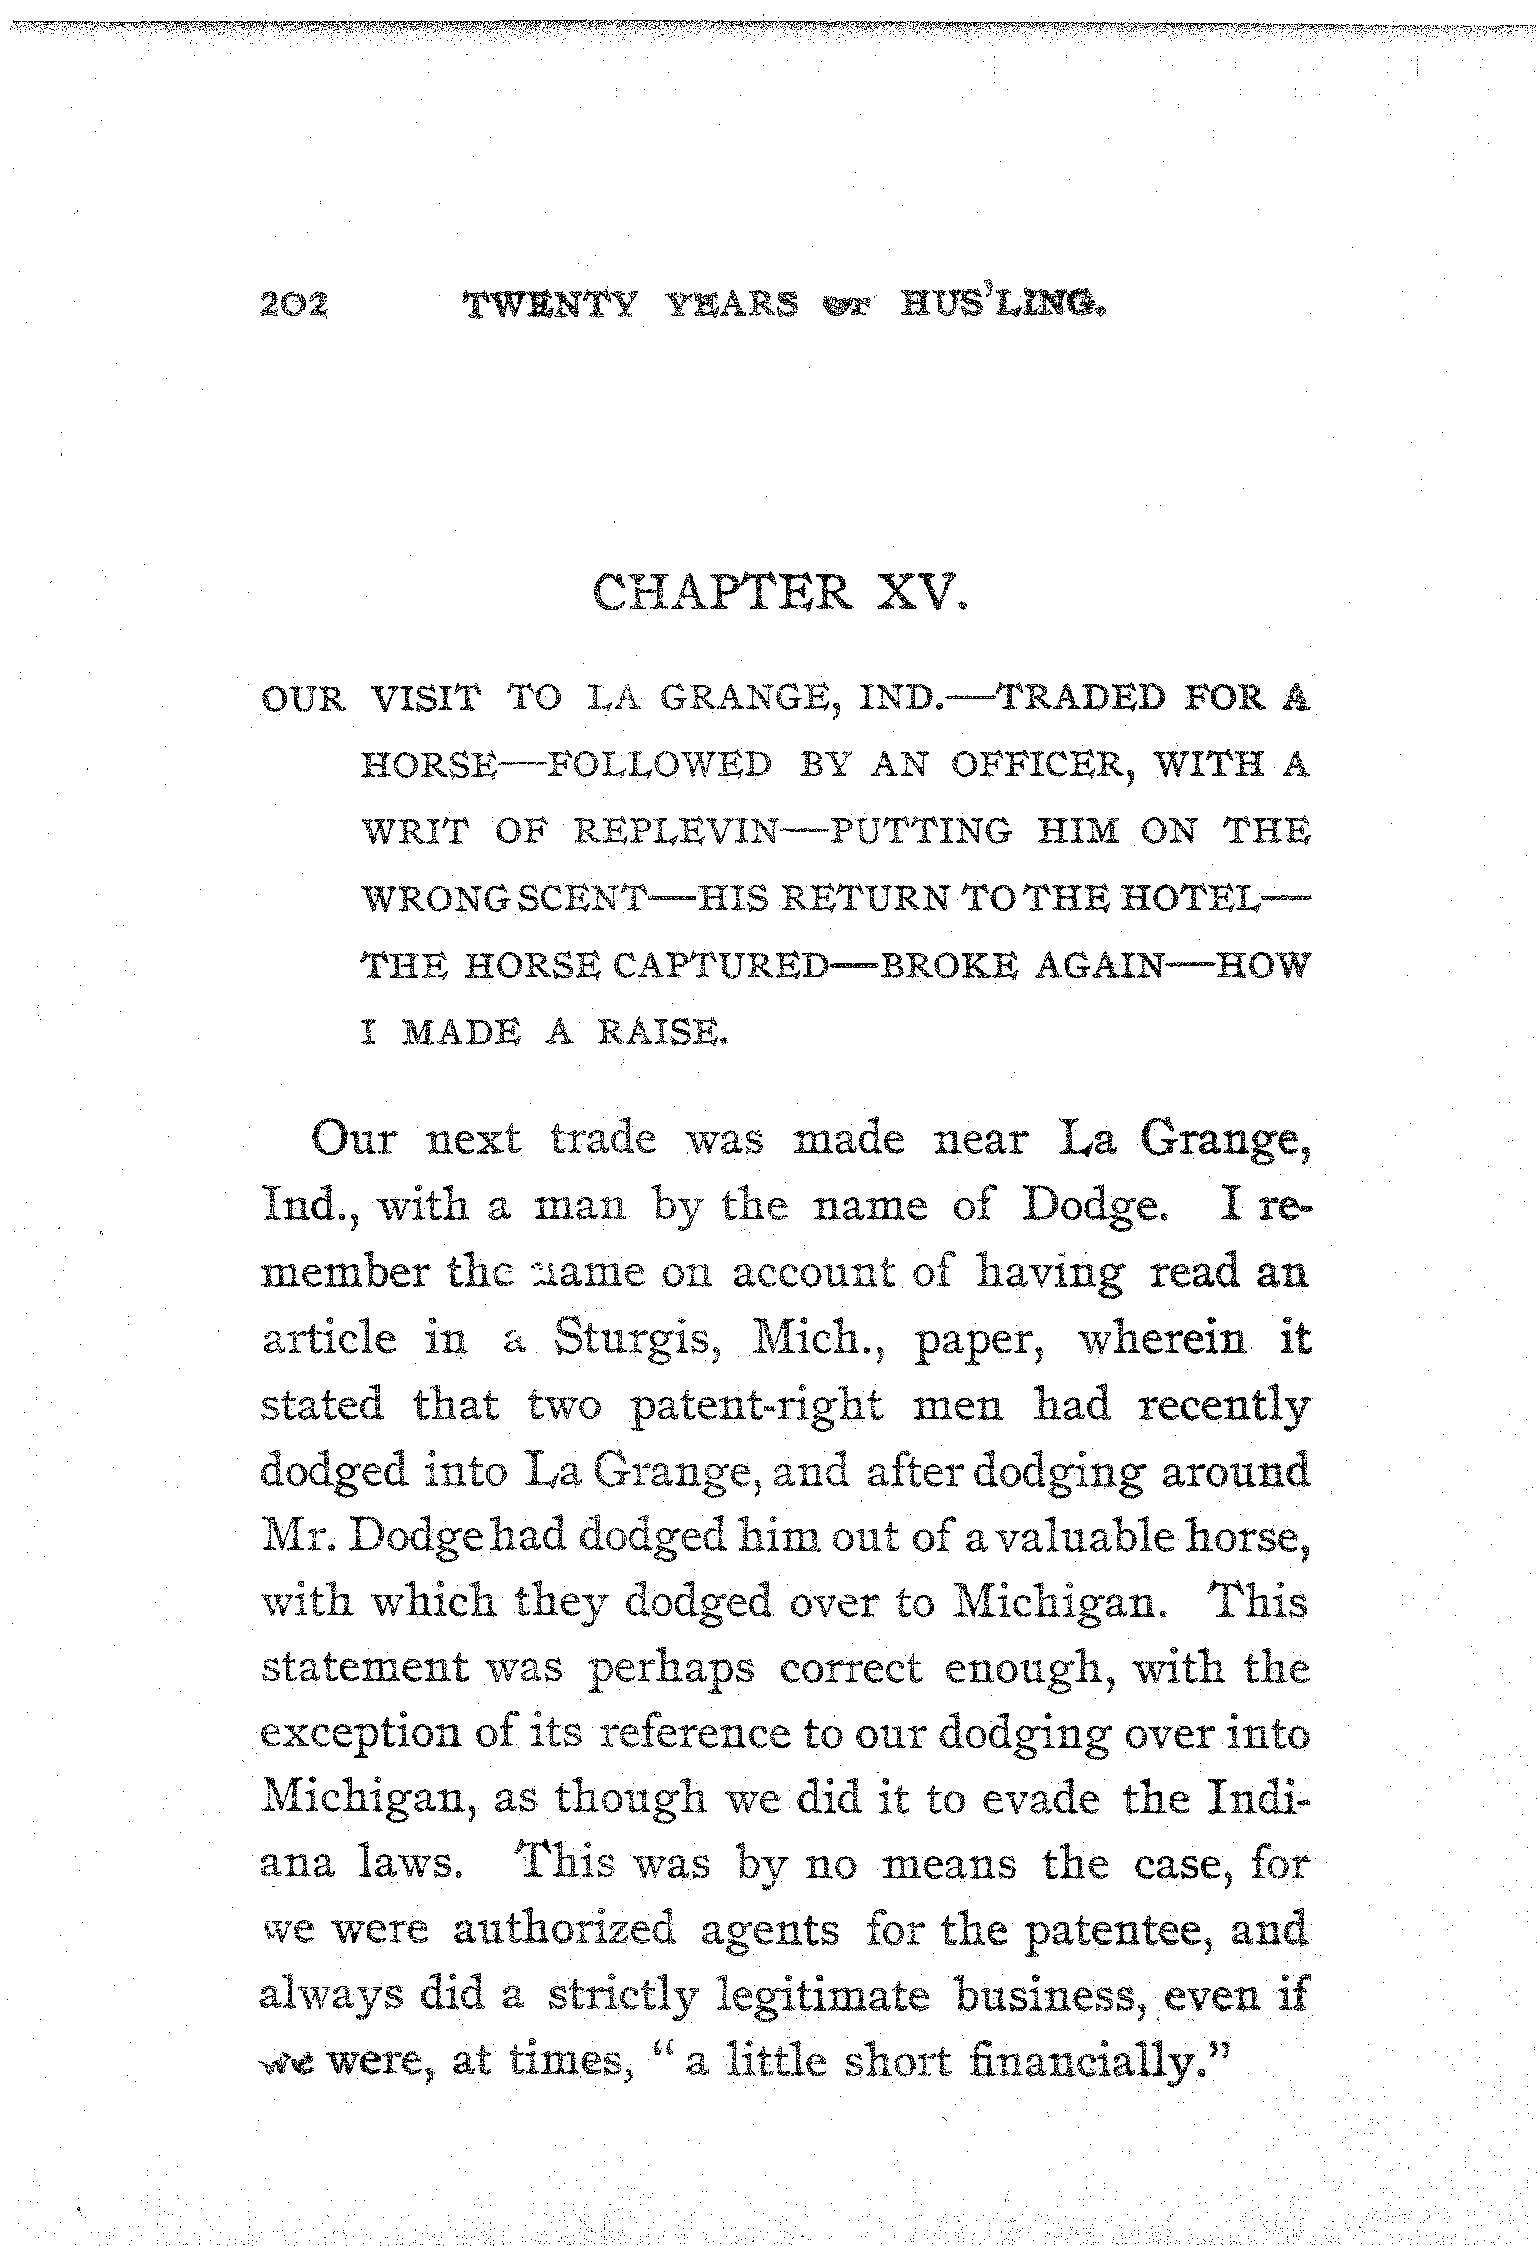 202 TWENTY YEARS OF HUS'LING.
CHAPTER XV.
OUR VISIT TO LA GRANGE, IND.—TRADED FOR A
HORSE—FOLLOWED BY AN OFFICER, WITH A
WRIT OF REPLEVIN—PUTTING HIM ON THE
WRONG SCENT—HIS RETURN TO THE HOTEL—
THE HORSE CAPTURED—BROKE AGAIN—HOW
I MADE A RAISE.
Our next trade was made near La Grange,
Ind., with a man by the name of Dodge. I re-
member the name on account of having read an
article in a Sturgis, Mich., paper, wherein it
stated that two patent-right men had recently
dodged into La Grange, and after dodging around
Mr. Dodge had dodged him out of a valuable horse,
with which they dodged over to Michigan. This
statement was perhaps correct enough, with the
exception of its reference to our dodging over into
Michigan, as though we did it to evade the Indi-
ana laws. This was by no means the case, for
we were authorized agents for the patentee, and
always did a strictly legitimate business, even if
we were, at times, "a little short financially."